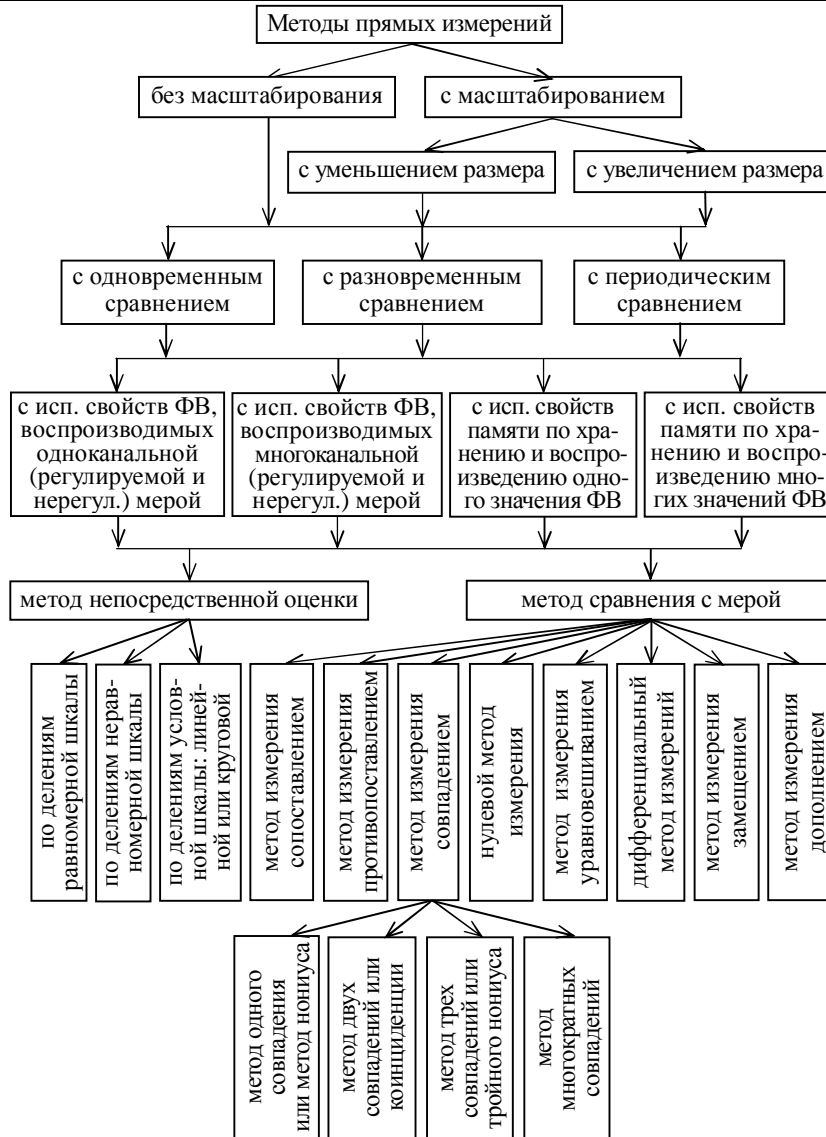 Методы прямых измерений
без масштабирования
с масштабированием
с уменьшением размера
с увеличением размера
с одновременным
сравнением
с разновременным
сравнением
с периодическим
сравнением
с исп. свойств ФВ,
воспроизводимых
одноканальной
(регулируемой и
нерегул.) мерой
с исп. свойств ФВ,
воспроизводимых
многоканальной
(регулируемой и
нерегул.) мерой
с исп. свойств
памяти по хра-
нению и воспро-
изведению одно-
го значения ФВ
с исп. свойств
памяти по хра-
нению и воспро-
изведению мно-
гих значений ФВ
метод непосредственной оценки
метод сравнения с мерой
по делениям
равномерной шкалы
по делениям нерав-
номерной шкалы
по делениям услов-
ной шкалы: линей-
ной или круговой
метод измерения
сопоставлением
метод измерения
противопоставлением
метод измерения
совпадением
нулевой метод
измерения
метод измерения
уравновешиванием
дифференциальный
метод измерений
метод измерения
замещением
метод измерения
дополнением
метод одного
совпадения
или метод нониуса
метод двух
совпадений или
коинциденции
метод трех
совпадений или
тройного нониуса
метод
многократных
совпадений